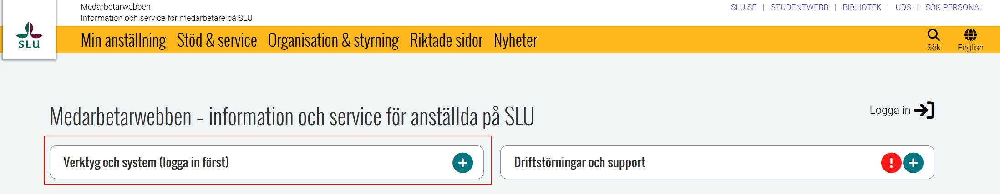 Medarbetarwebben
Information och service för medarbetare på SLU
SLU.SE | STUDENTWEBB | BIBLIOTEK | UDS | SÖK PERSONAL
SLU
Min anställning Stöd & service Organisation & styrning Riktade sidor Nyheter
Sök English
Medarbetarwebben – information och service för anställda på SLU
Logga in
Verktyg och system (logga in först)
Driftstörningar och support